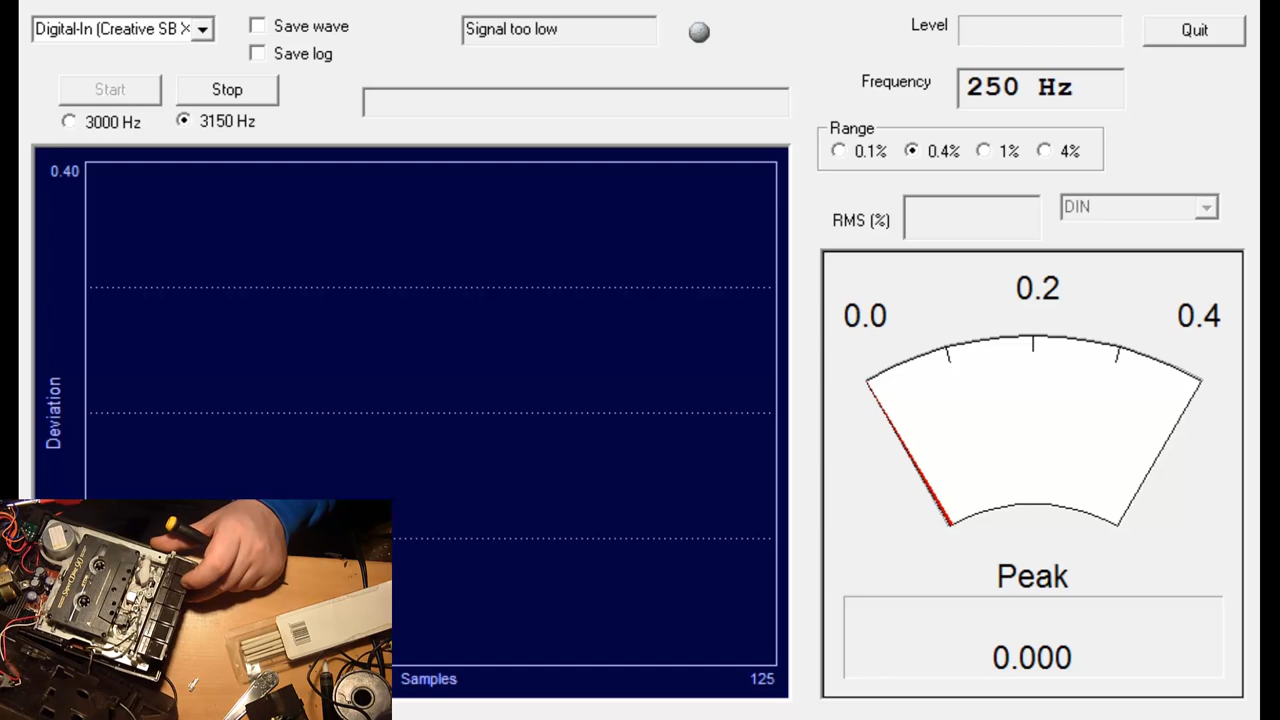 Digital-In (Creative SB X
Save wave
Save log
Signal too low
Level
Quit
Start
Stop
Frequency
250 Hz
3000 Hz
3150 Hz
Range
0.1%
0.4%
1%
4%
RMS (%)
DIN
0.40
Deviation
Samples
125
0.0
0.2
0.4
Peak
0.000